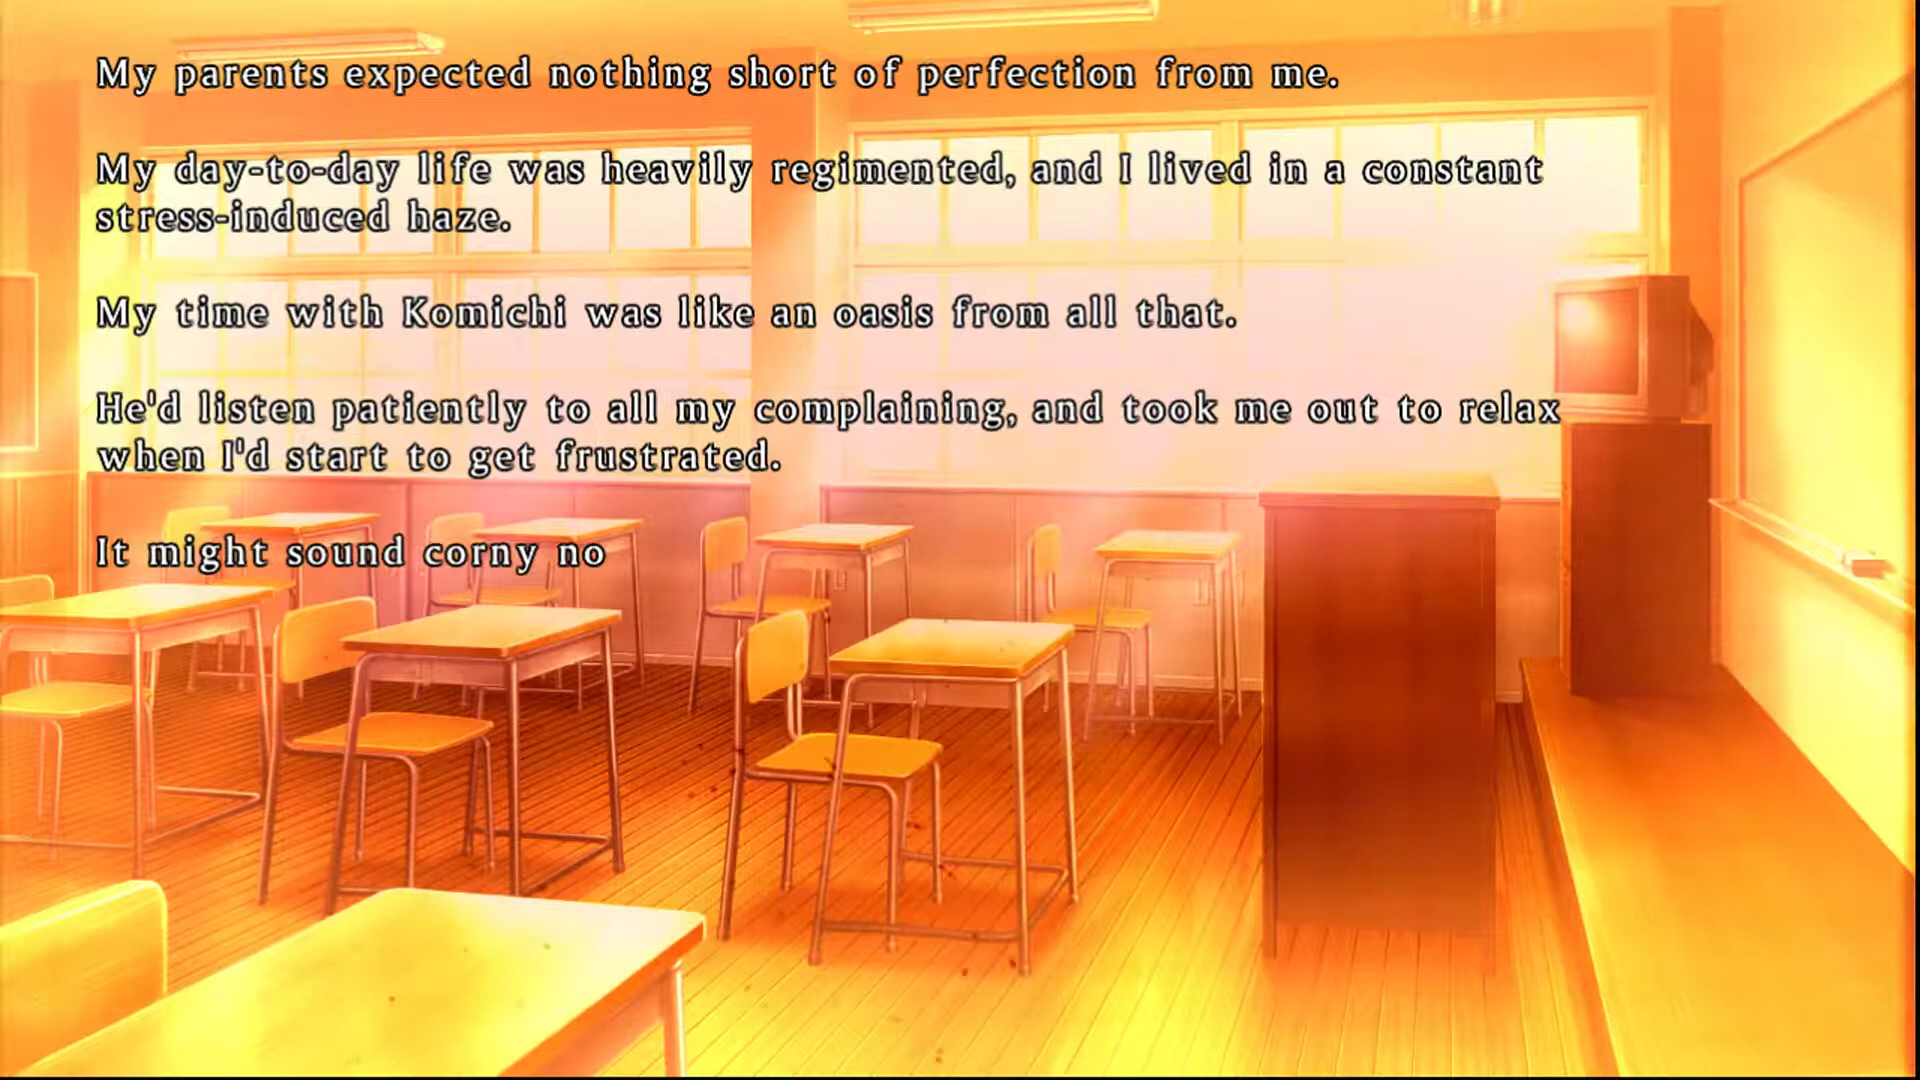 My parents expected nothing short of perfection from me.
My day-to-day life was heavily regimented, and I lived in a constant
stress-induced haze.
My time with Komichi was like an oasis from all that.
He'd listen patiently to all my complaining, and took me out to relax
when I'd start to get frustrated.
It might sound corny no